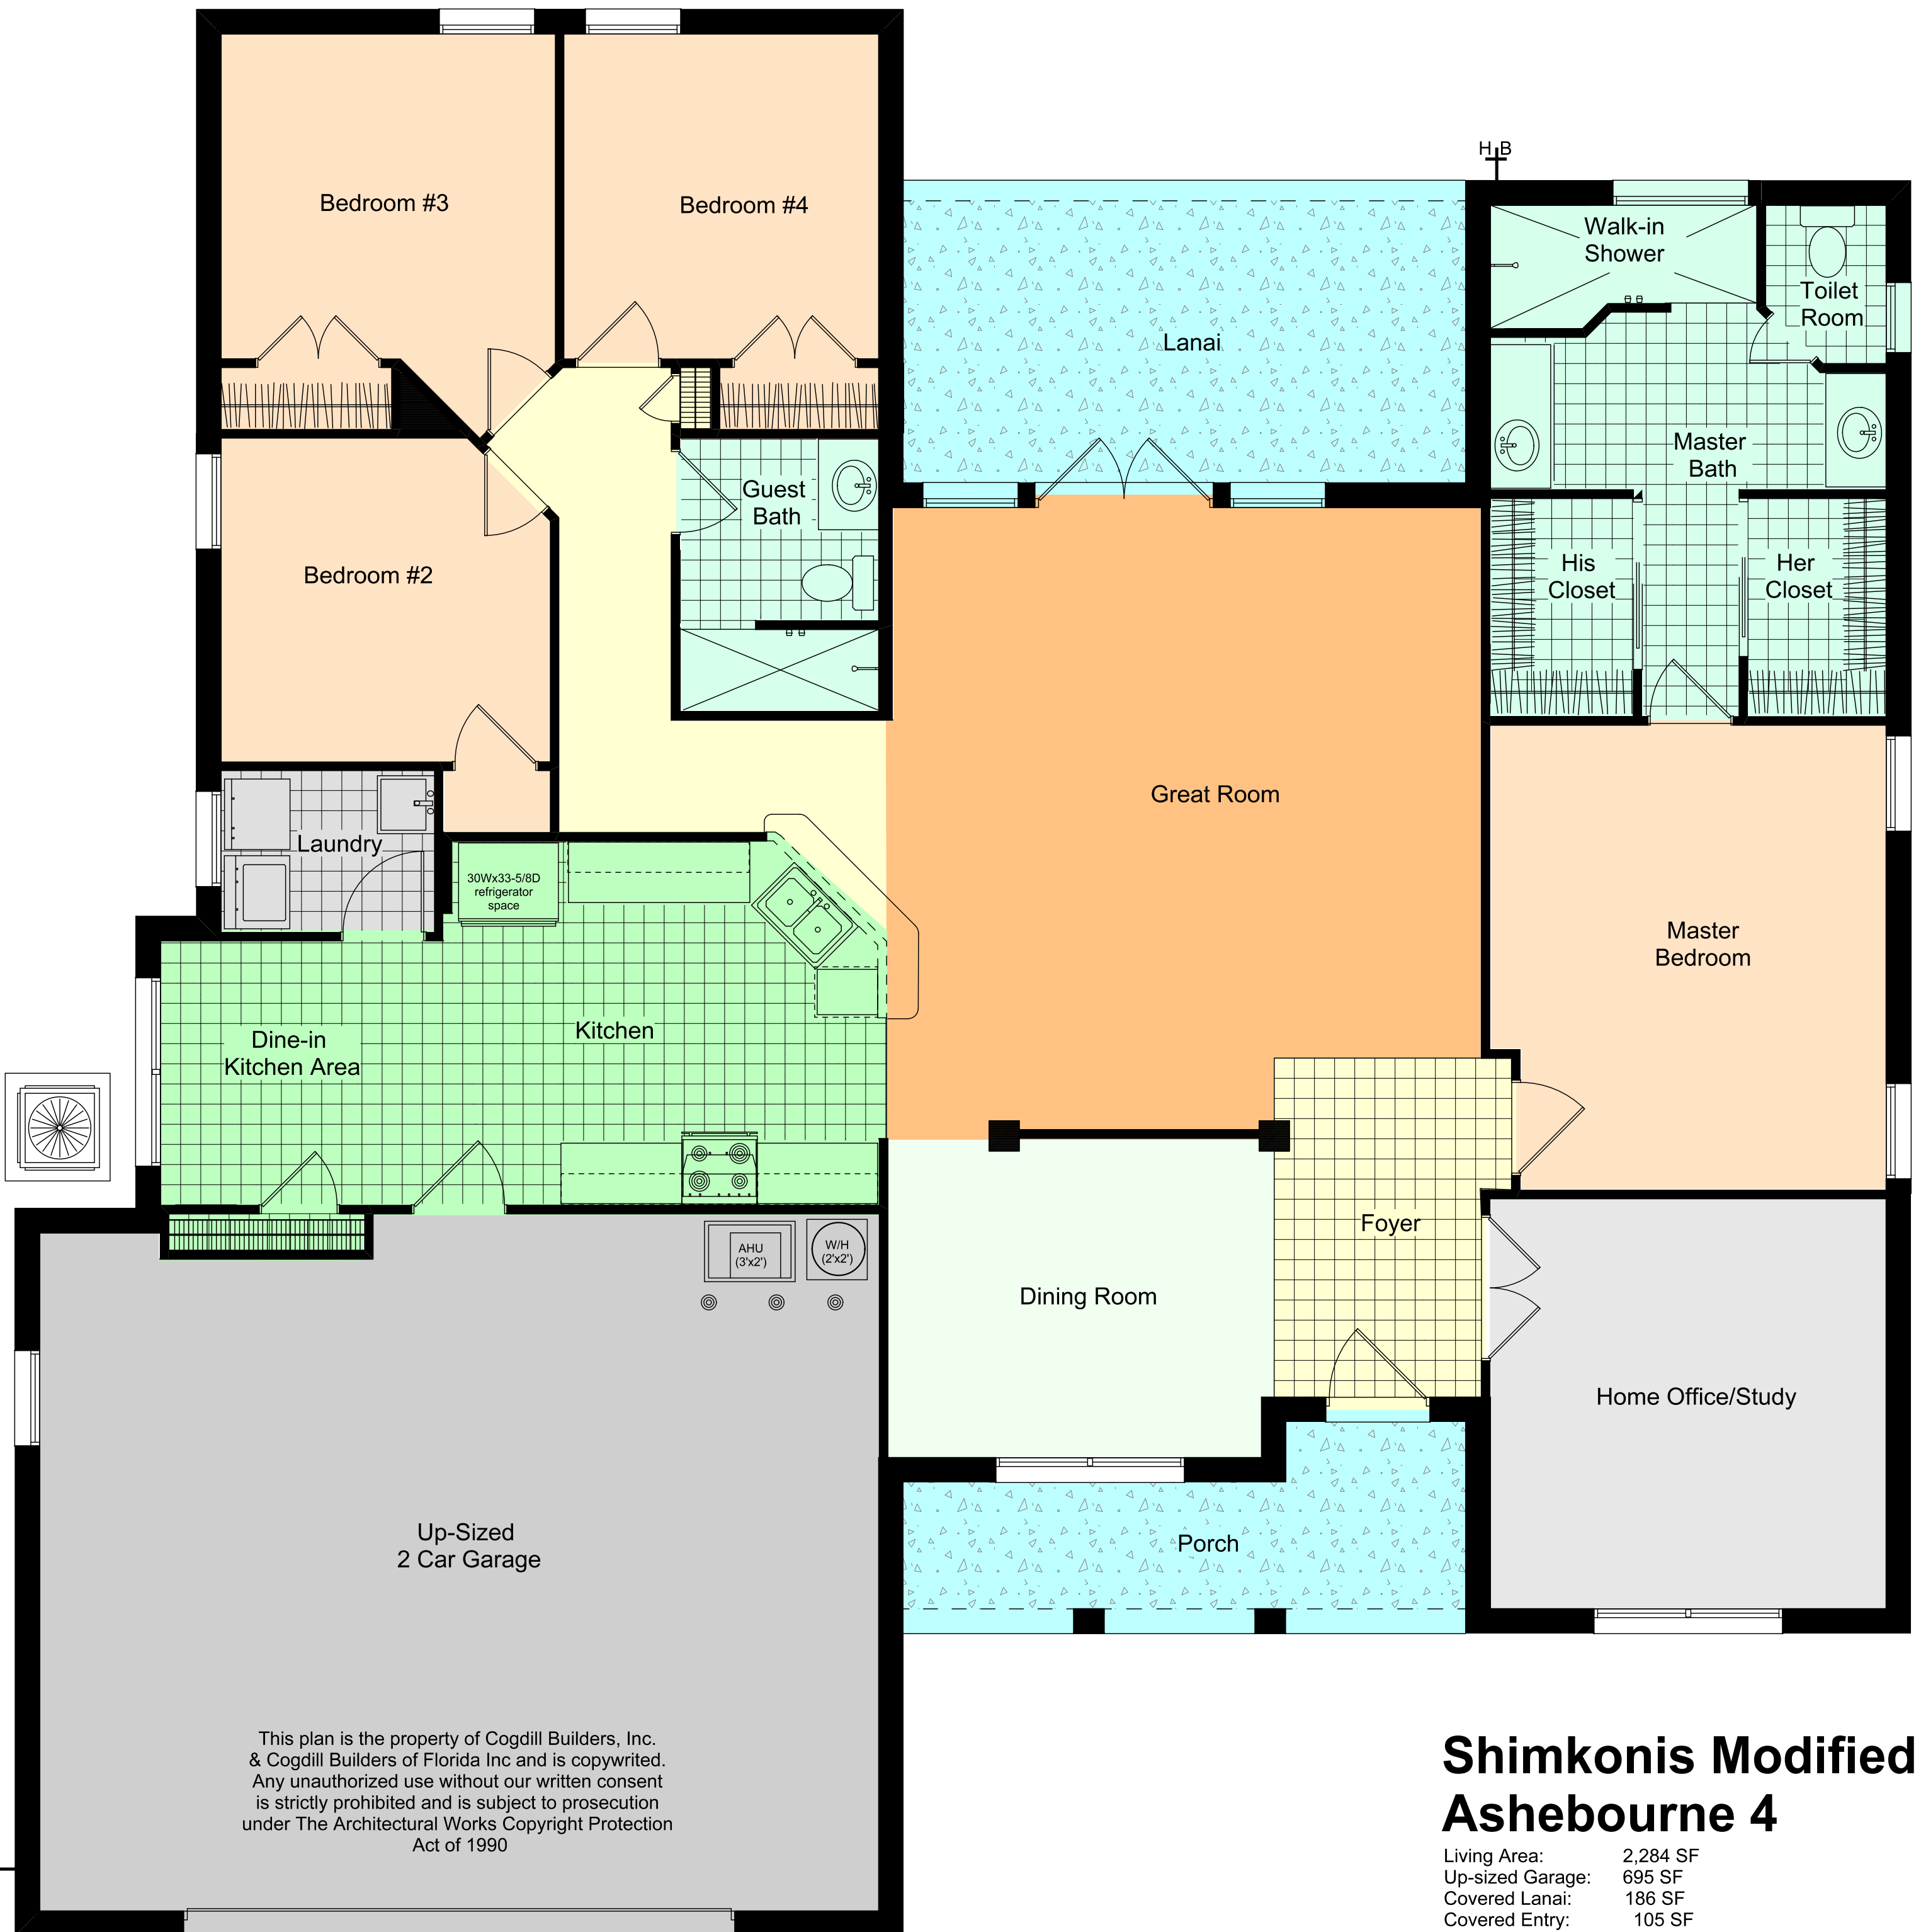 Bedroom #3
Bedroom #4
H B
Walk-in
Shower
Toilet
Room
Lanai
Master
Bath
Guest
Bath
His
Closet
Her
Closet
Bedroom #2
Great Room
Laundry
30Wx33-5/8D
refrigerator
space
Master
Bedroom
Kitchen
Dine-in
Kitchen Area
Foyer
AHU
(3'x2')
W/H
(2'x2')
Dining Room
Home Office/Study
Up-Sized
2 Car Garage
Porch
This plan is the property of Cogdill Builders, Inc.
& Cogdill Builders of Florida Inc and is copywrited.
Any unauthorized use without our written consent
is strictly prohibited and is subject to prosecution
under The Architectural Works Copyright Protection
Act of 1990
Shimkonis Modified
Ashebourne 4
Living Area: 2,284 SF
Up-sized Garage: 695 SF
Covered Lanai: 186 SF
Covered Entry: 105 SF